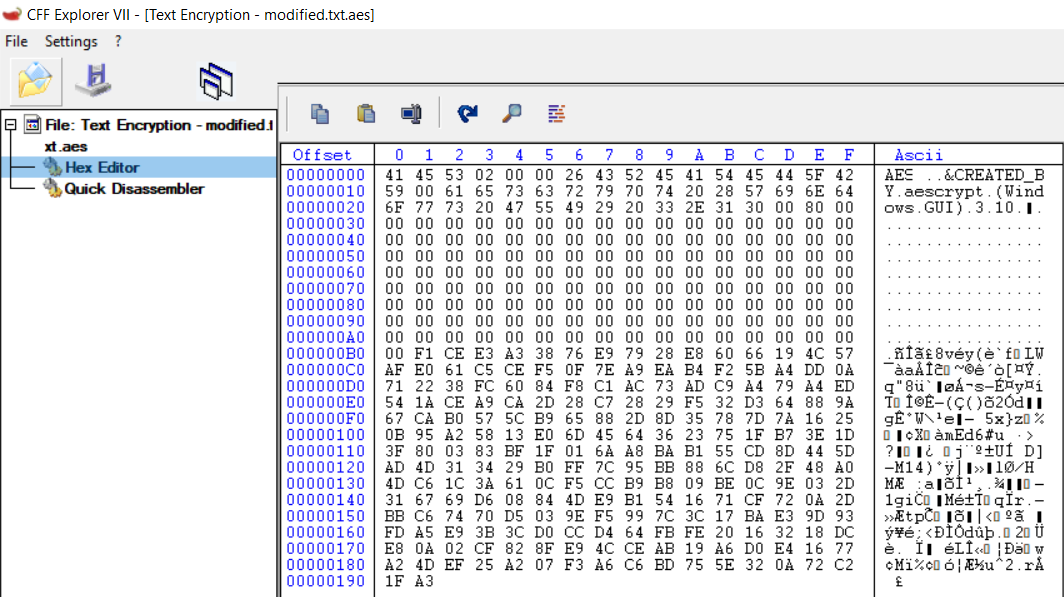 CFF Explorer VII - [Text Encryption - modified.txt.aes]
File Settings ?
File: Text Encryption - modified.t
xt.aes
Hex Editor
Quick Disassembler
Offset 0 1 2 3 4 5 6 7 8 9 A B C D E F Ascii
00000000 41 45 53 02 00 00 26 43 52 45 41 54 45 44 5F 42 AES ..&CREATED_B
00000010 59 00 61 65 73 63 72 79 70 74 20 28 57 69 6E 64 Y.aescrypt.(Wind
00000020 6F 77 73 20 47 55 49 29 20 33 2E 31 30 00 80 00 ows.GUI).3.10.▮.
00000030 00 00 00 00 00 00 00 00 00 00 00 00 00 00 00 00 ................
00000040 00 00 00 00 00 00 00 00 00 00 00 00 00 00 00 00 ................
00000050 00 00 00 00 00 00 00 00 00 00 00 00 00 00 00 00 ................
00000060 00 00 00 00 00 00 00 00 00 00 00 00 00 00 00 00 ................
00000070 00 00 00 00 00 00 00 00 00 00 00 00 00 00 00 00 ................
00000080 00 00 00 00 00 00 00 00 00 00 00 00 00 00 00 00 ................
00000090 00 00 00 00 00 00 00 00 00 00 00 00 00 00 00 00 ................
000000A0 00 00 00 00 00 00 00 00 00 00 00 00 00 00 00 00 ................
000000B0 00 F1 CE E3 A3 38 76 E9 79 28 E8 60 66 19 4C 57 .ñÎã£8véy(è`f▯LW
000000C0 AF E0 61 C5 CE F5 0F 7E A9 EA B4 F2 5B A4 DD 0A
000000D0 71 22 38 FC 60 84 F8 C1 AC 73 AD C9 A4 79 A4 ED
000000E0 54 1A CE A9 CA 2D 28 C7 28 29 F5 32 D3 64 88 9A
000000F0 67 CA B0 57 5C B9 65 88 2D 8D 35 78 7D 7A 16 25
00000100 0B 95 A2 58 13 E0 6D 45 64 36 23 75 1F B7 3E 1D
00000110 3F 80 03 83 BF 1F 01 6A A8 BA B1 55 CD 8D 44 5D
00000120 AD 4D 31 34 29 B0 FF 7C 95 BB 88 6C D8 2F 48 A0
00000130 4D C6 1C 3A 61 0C F5 CC B9 B8 09 BE 0C 9E 03 2D
00000140 31 67 69 D6 08 84 4D E9 B1 54 16 71 CF 72 0A 2D
00000150 BB C6 74 70 D5 03 9E F5 99 7C 3C 17 BA E3 9D 93
00000160 FD A5 E9 3B 3C D0 CC D4 64 FB FE 20 16 32 18 DC
00000170 E8 0A 02 CF 82 8F E9 4C CE AB 19 A6 D0 E4 16 77
00000180 A2 4D EF 25 A2 07 F3 A6 C6 BD 75 5E 32 0A 72 C2
00000190 1F A3 £